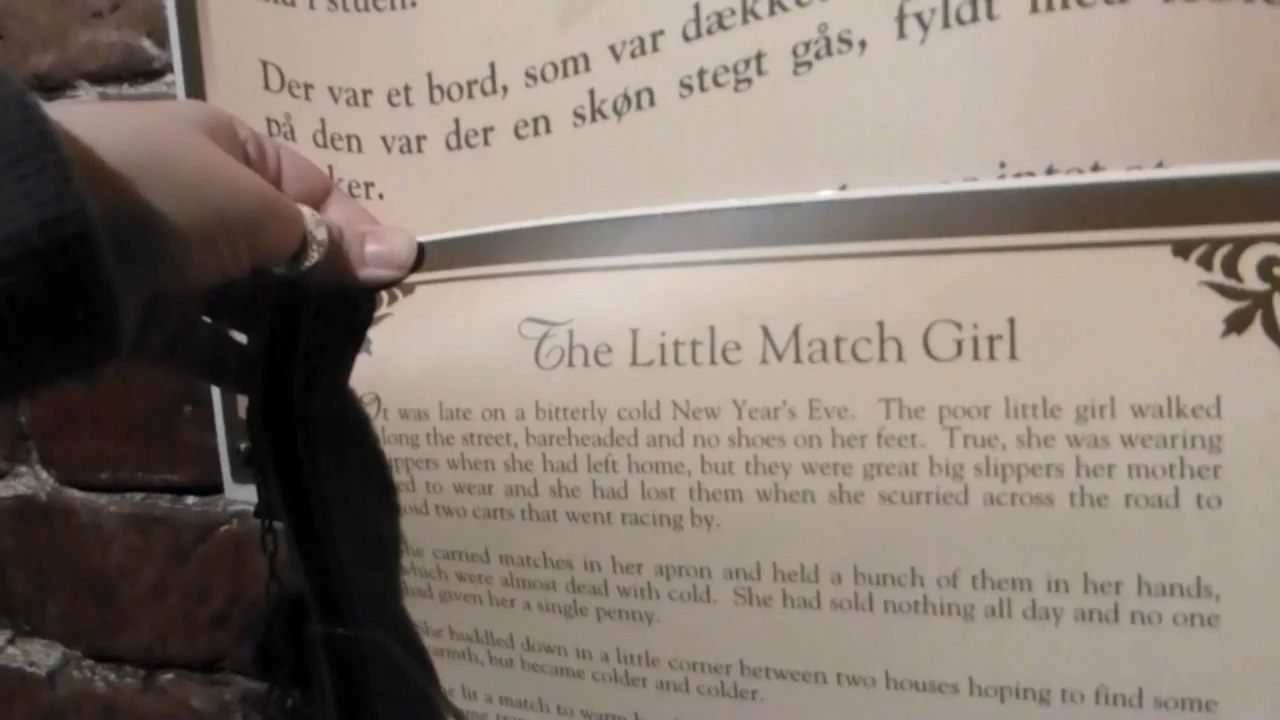 stuen.
Der var et bord, som var
på den var der en skøn stegt gås, fyldt
The Little Match Girl
It was late on a bitterly cold New Year's Eve. The poor little girl walked
the street, bareheaded and no shoes on her feet. True, she was wearing
when she had left home, but they were great big slippers her mother
to wear and she had lost them when she scurried across the road to
two carts that went racing by.
carried matches in her apron and held a bunch of them in her hands,
which were almost dead with cold. She had sold nothing all day and no one
had given her a single penny.
She huddled down in a little corner between two houses hoping to find some
but became colder and colder.
lit a match to